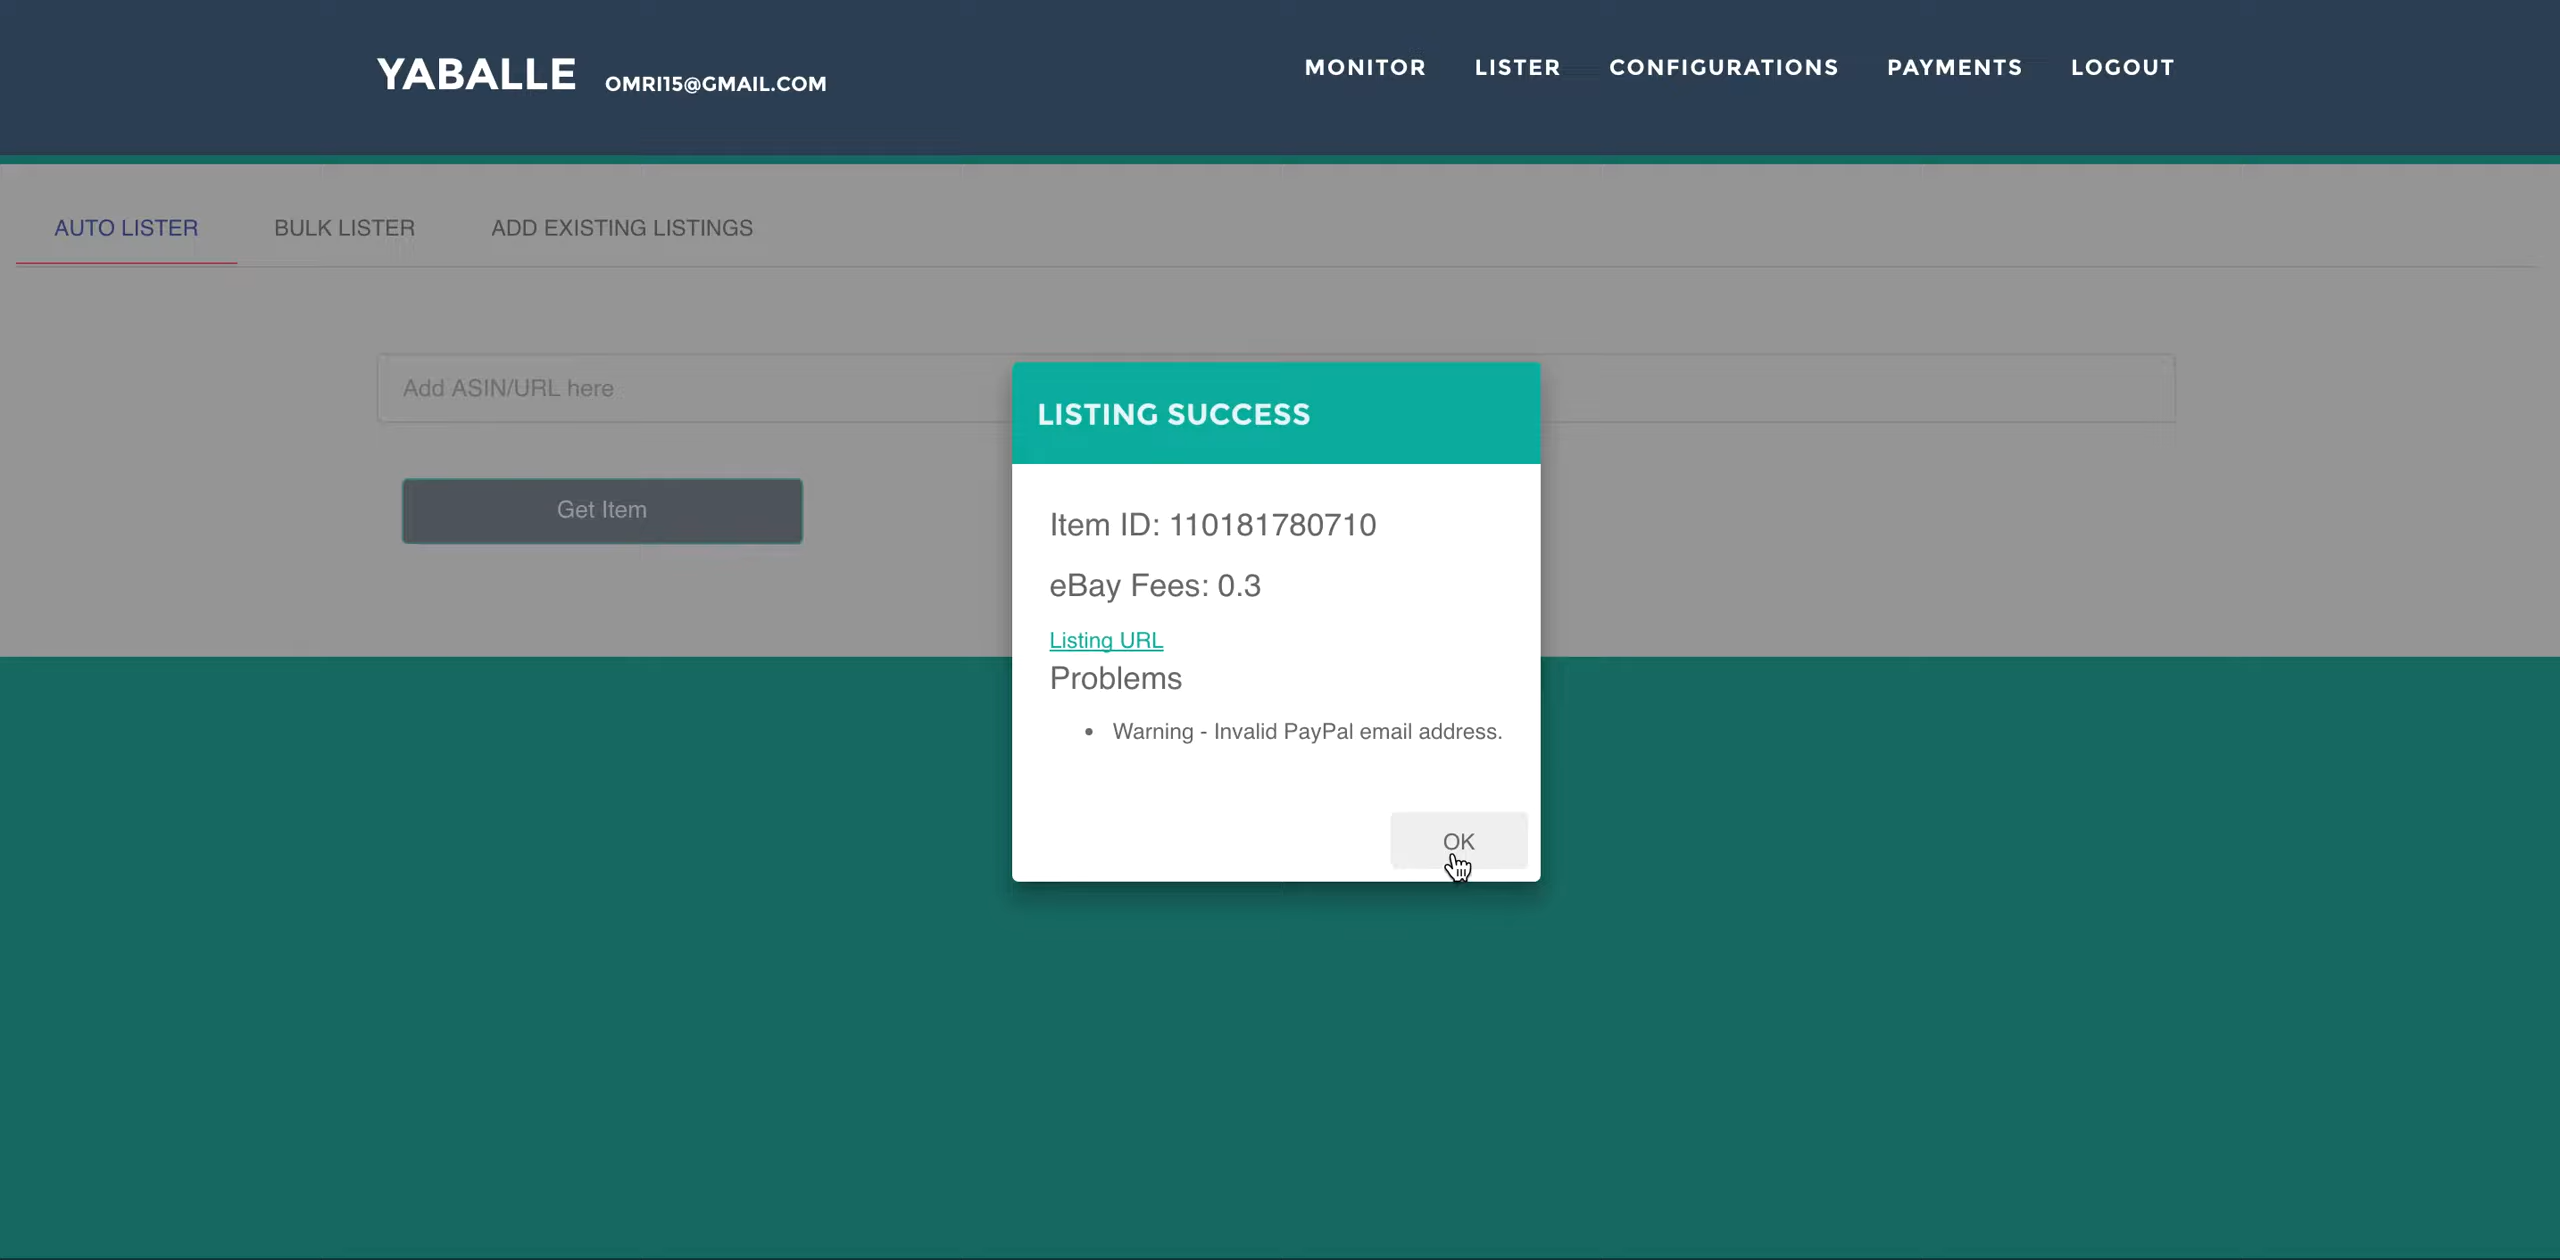 YABALLE OMRI15@GMAIL.COM MONITOR LISTER CONFIGURATIONS PAYMENTS LOGOUT
AUTO LISTER BULK LISTER ADD EXISTING LISTINGS
Add ASIN/URL here
Get Item
LISTING SUCCESS
Item ID: 110181780710
eBay Fees: 0.3
Listing URL
Problems
• Warning - Invalid PayPal email address.
OK